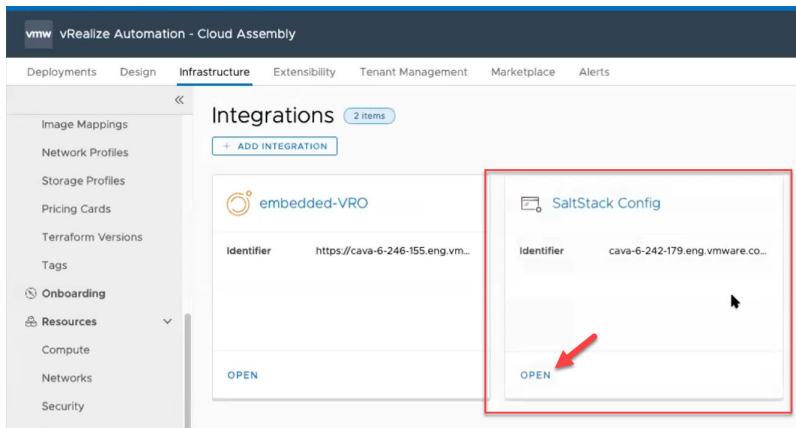 vmw vRealize Automation - Cloud Assembly
Deployments Design Infrastructure Extensibility Tenant Management Marketplace Alerts
Image Mappings
Network Profiles
Storage Profiles
Pricing Cards
Terraform Versions
Tags
Onboarding
Resources
Compute
Networks
Security
Integrations 2 items
+ ADD INTEGRATION
embedded-VRO
Identifier https://cava-6-246-155.eng.vm...
OPEN
SaltStack Config
Identifier cava-6-242-179.eng.vmware.co...
OPEN